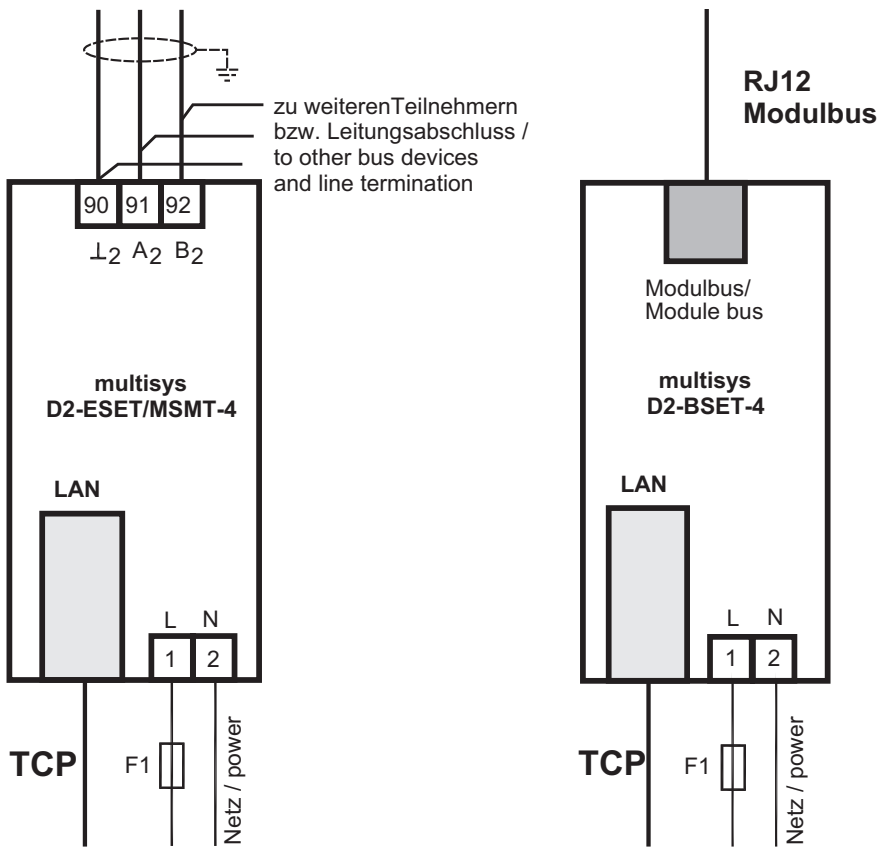 zu weiterenTeilnehmern
bzw. Leitungsabschluss /
to other bus devices
and line termination
90 91 92
⊥2 A2 B2
multisys
D2-ESET/MSMT-4
LAN
L N
1 2
TCP
F1
Netz / power
RJ12
Modulbus
Modulbus/
Module bus
multisys
D2-BSET-4
LAN
L N
1 2
TCP
F1
Netz / power